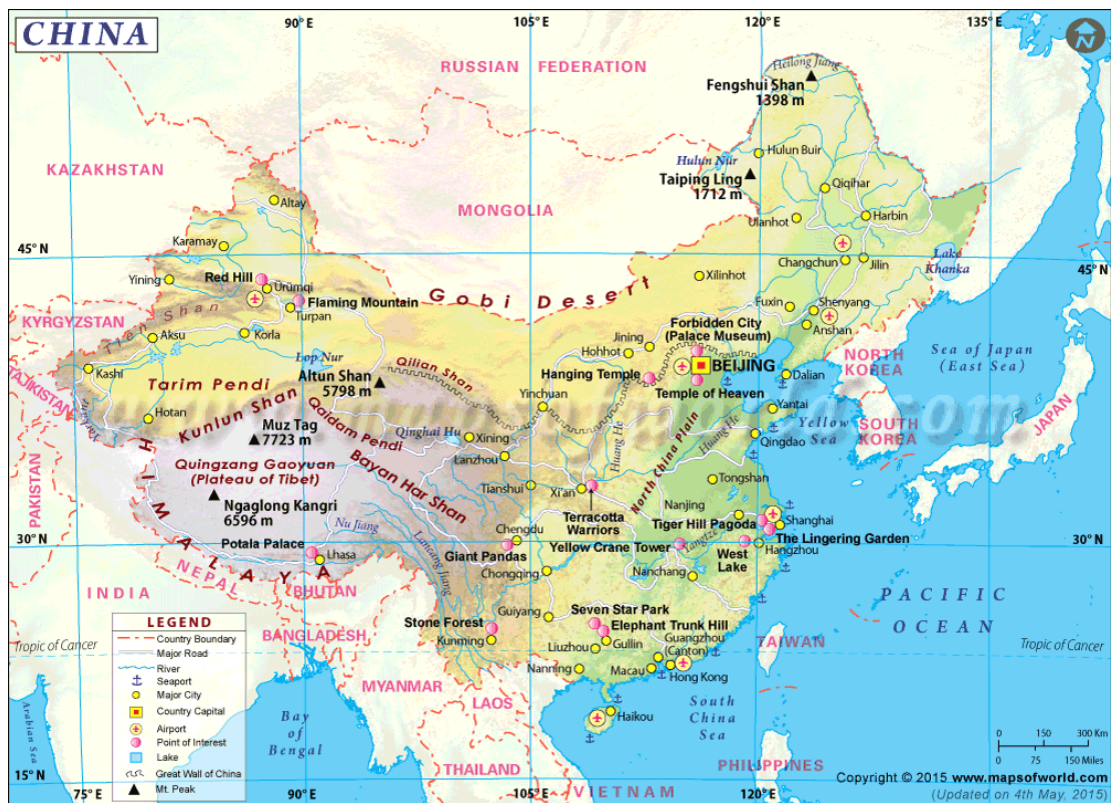 CHINA
90° E
105° E
120° E
135° E
N
RUSSIAN FEDERATION
Heilong Jiang
Fengshui Shan
1398 m
KAZAKHSTAN
Hulun Nur
Hulun Buir
Taiping Ling
1712 m
Qiqihar
MONGOLIA
Altay
Ulanhot
Harbin
Karamay
45° N
45° N
Changchun
Jilin
Lake
Khanka
Red Hill
Yining
Urümqi
Xilinhot
Gobi Desert
Flaming Mountain
Turpan
Tien Shan
Fuxin
Shenyang
KYRGYZSTAN
Aksu
Korla
Anshan
Forbidden City
(Palace Museum)
Jining
Hohhot
BEIJING
NORTH
KOREA
Sea of Japan
(East Sea)
Lop Nur
Qilian Shan
Kashi
TAJIKISTAN
Tarim Pendi
Altun Shan
5798 m
Hanging Temple
Temple of Heaven
Dalian
Yinchuan
Yarkant
Hotan
Kunlun Shan
Qaidam Pendi
Muz Tag
7723 m
Qinghai Hu
Xining
Huang He
North China Plain
Huang He
Yantai
Yellow
Sea
Qingdao
SOUTH
KOREA
JAPAN
PAKISTAN
HIMALAYA
Quingzang Gaoyuan
(Plateau of Tibet)
Bayan Har Shan
Lanzhou
Tianshui
Xi'an
Tongshan
Ngaglong Kangri
6596 m
Terracotta
Warriors
Nanjing
Tiger Hill Pagoda
Shanghai
Nu Jiang
Lancang Jiang
Chengdu
Giant Pandas
Yellow Crane Tower
Yangtze
The Lingering Garden
30° N
30° N
Potala Palace
Lhasa
West
Lake
Hangzhou
Chongqing
Nanchang
INDIA
NEPAL
BHUTAN
Guiyang
Seven Star Park
Elephant Trunk Hill
PACIFIC
OCEAN
Stone Forest
Kunming
BANGLADESH
Liuzhou
Gullin
Guangzhou
(Canton)
TAIWAN
Tropic of Cancer
Tropic of Cancer
Nanning
Macau
Hong Kong
MYANMAR
LAOS
Haikou
South
China
Sea
Bay
of
Bengal
Arabian Sea
THAILAND
VIETNAM
PHILIPPINES
LEGEND
Country Boundary
Major Road
River
Seaport
Major City
Country Capital
Airport
Point of Interest
Lake
Great Wall of China
Mt. Peak
0 150 300 Km
0 75 150 Miles
15° N
75° E
90° E
105° E
120° E
Copyright © 2015 www.mapsofworld.com
(Updated on 4th May, 2015)